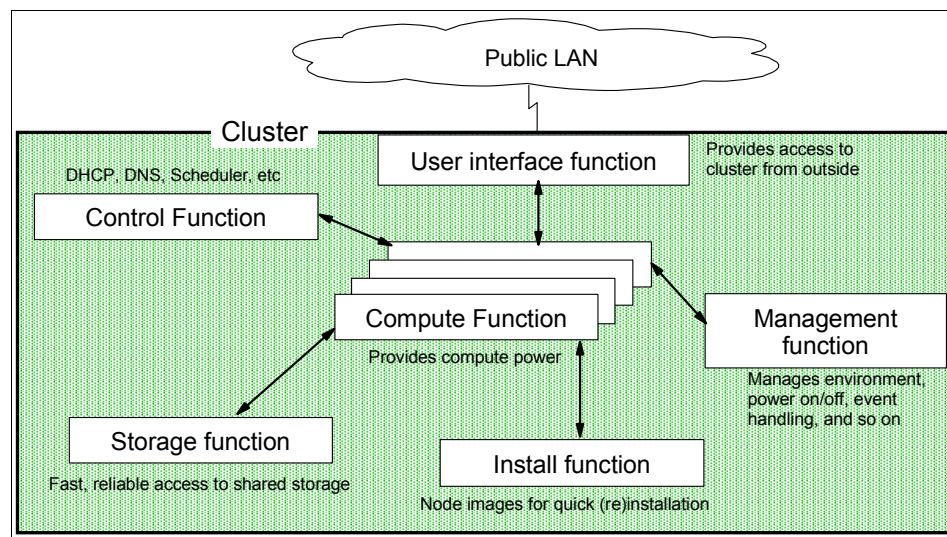 Public LAN
Cluster
User interface function
Provides access to
cluster from outside
DHCP, DNS, Scheduler, etc
Control Function
Compute Function
Provides compute power
Management
function
Manages environment,
power on/off, event
handling, and so on
Storage function
Fast, reliable access to shared storage
Install function
Node images for quick (re)installation